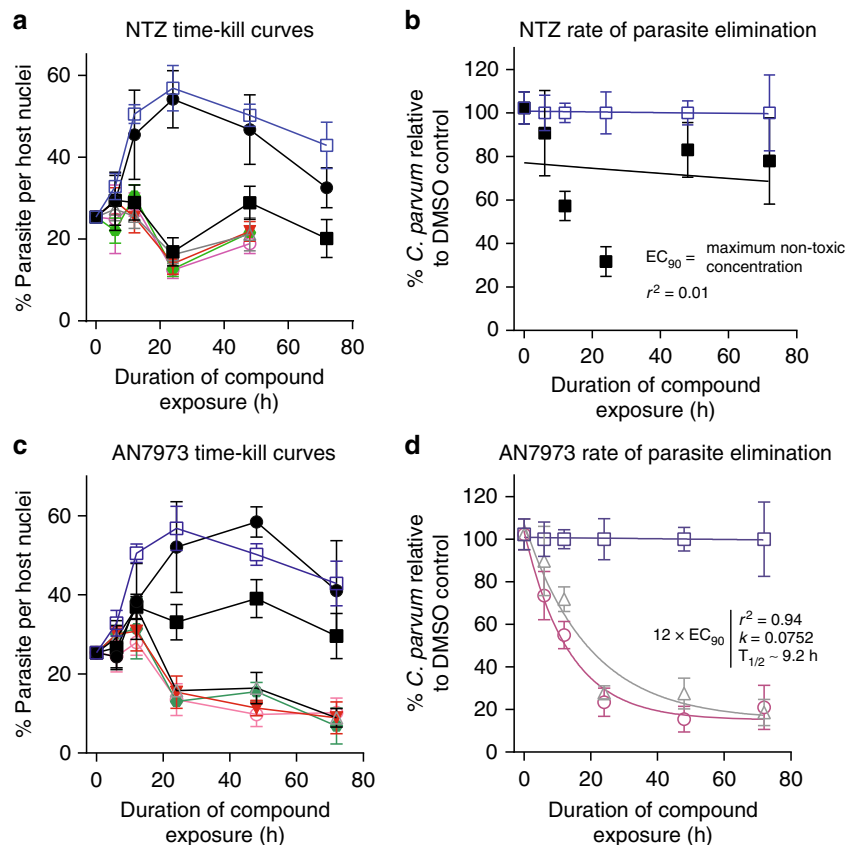 a
NTZ time-kill curves
% Parasite per host nuclei
60
40
20
0
0 20 40 60 80
Duration of compound
exposure (h)
b
NTZ rate of parasite elimination
% C. parvum relative
to DMSO control
120
100
80
60
40
20
0
EC90 = maximum non-toxic
concentration
r² = 0.01
0 20 40 60 80
Duration of compound
exposure (h)
c
AN7973 time-kill curves
% Parasite per host nuclei
60
40
20
0
0 20 40 60 80
Duration of compound
exposure (h)
d
AN7973 rate of parasite elimination
% C. parvum relative
to DMSO control
120
100
80
60
40
20
0
12 × EC90
r² = 0.94
k = 0.0752
T1/2 ~ 9.2 h
0 20 40 60 80
Duration of compound
exposure (h)